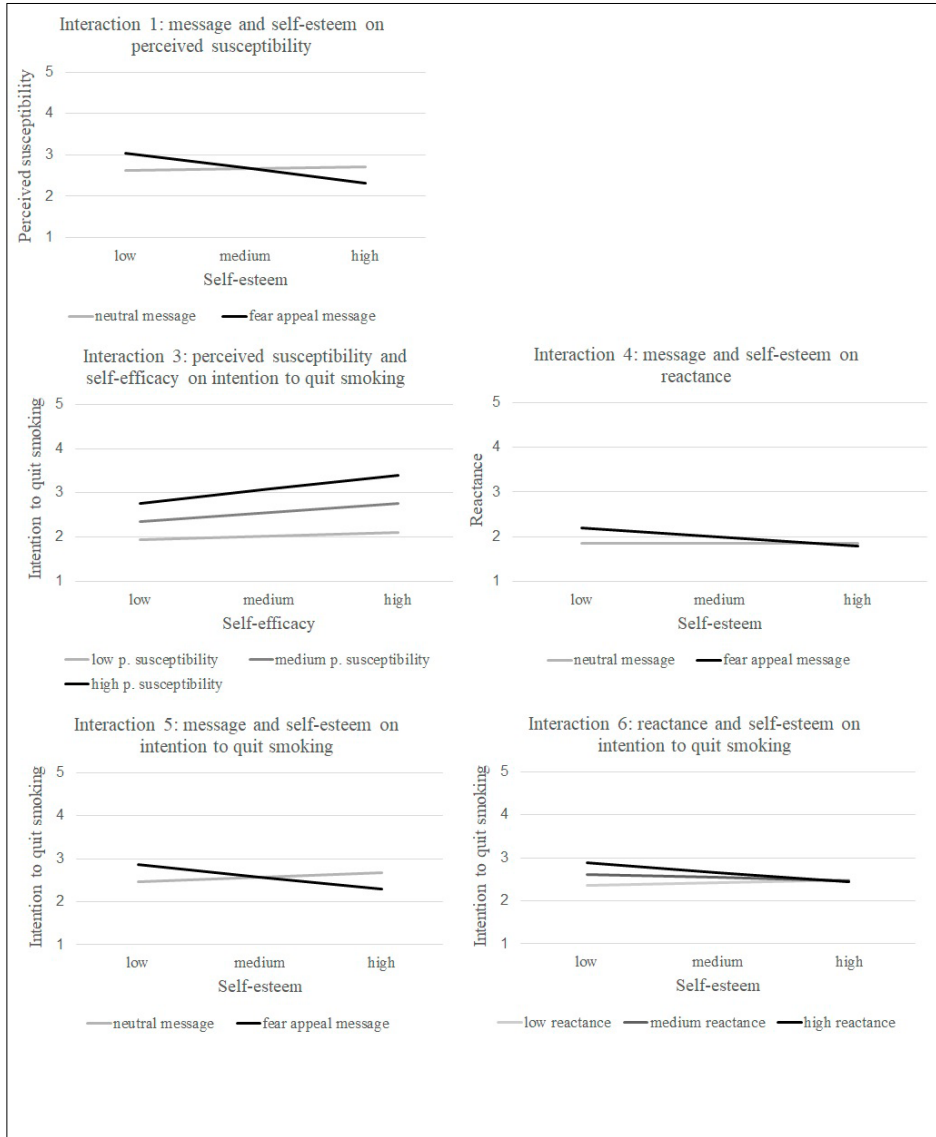 Interaction 1: message and self-esteem on
perceived susceptibility
Perceived susceptibility
5
4
3
2
1
low medium high
Self-esteem
neutral message fear appeal message
Interaction 3: perceived susceptibility and
self-efficacy on intention to quit smoking
Intention to quit smoking
5
4
3
2
1
low medium high
Self-efficacy
low p. susceptibility medium p. susceptibility
high p. susceptibility
Interaction 4: message and self-esteem on
reactance
Reactance
5
4
3
2
1
low medium high
Self-esteem
neutral message fear appeal message
Interaction 5: message and self-esteem on
intention to quit smoking
Intention to quit smoking
5
4
3
2
1
low medium high
Self-esteem
neutral message fear appeal message
Interaction 6: reactance and self-esteem on
intention to quit smoking
Intention to quit smoking
5
4
3
2
1
low medium high
Self-esteem
low reactance medium reactance high reactance